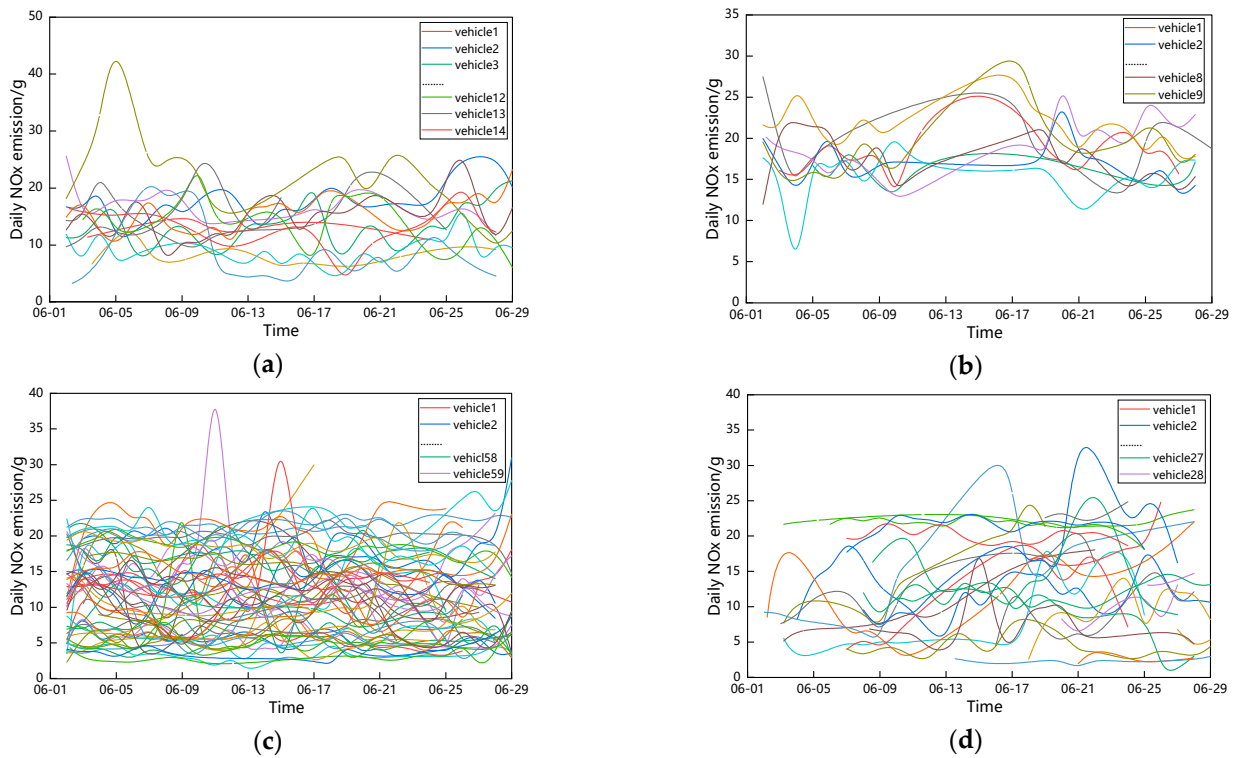 50
40
30
20
10
0
Daily NOx emission/g
vehicle1
vehicle2
vehicle3
.........
vehicle12
vehicle13
vehicle14
06-01 06-05 06-09 06-13 06-17 06-21 06-25 06-29
Time
(a)
35
30
25
20
15
10
5
0
Daily NOx emission/g
vehicle1
vehicle2
.........
vehicle8
vehicle9
06-01 06-05 06-09 06-13 06-17 06-21 06-25 06-29
Time
(b)
40
35
30
25
20
15
10
5
0
Daily NOx emission/g
vehicle1
vehicle2
.........
vehicl58
vehicle59
06-01 06-05 06-09 06-13 06-17 06-21 06-25 06-29
Time
(c)
40
35
30
25
20
15
10
5
0
Daily NOx emission/g
vehicle1
vehicle2
.........
vehicle27
vehicle28
06-01 06-05 06-09 06-13 06-17 06-21 06-25 06-29
Time
(d)